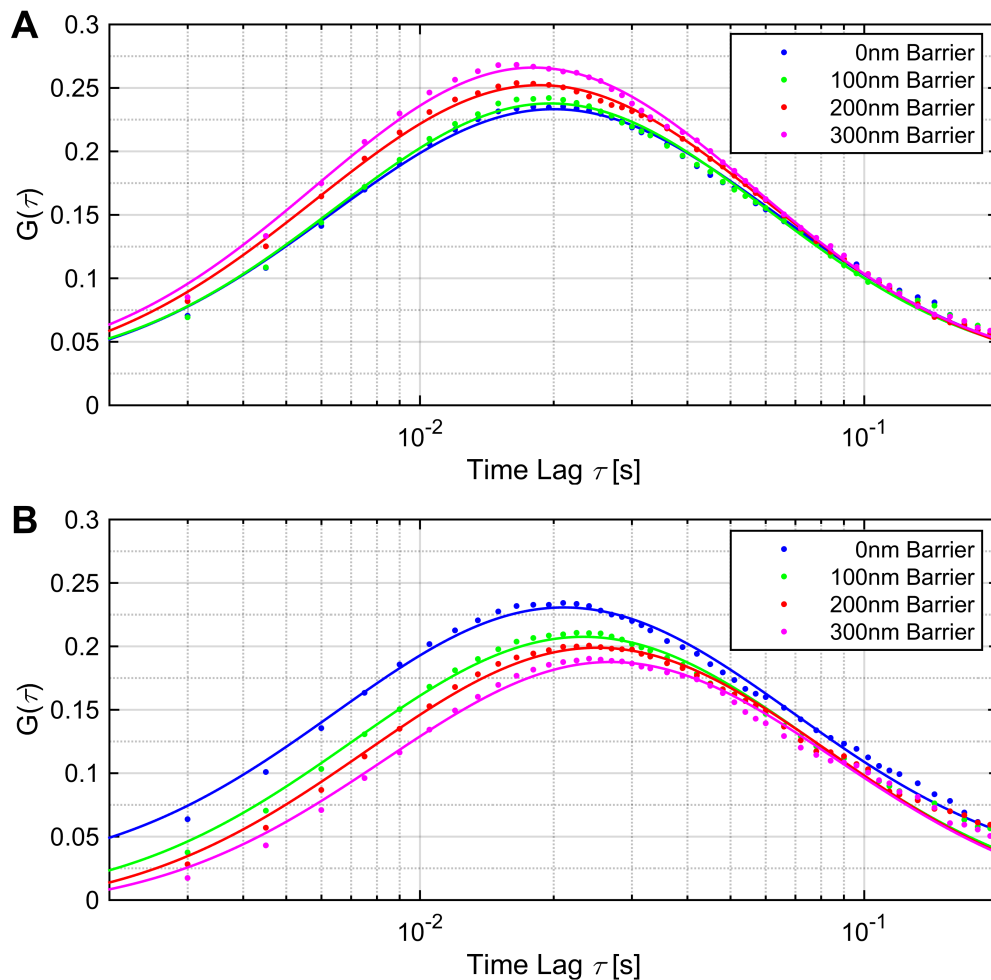 A
0.3
0.25
0.2
0.15
0.1
0.05
0
G(τ)
0nm Barrier
100nm Barrier
200nm Barrier
300nm Barrier
10^-2
10^-1
Time Lag τ [s]
B
0.3
0.25
0.2
0.15
0.1
0.05
0
G(τ)
0nm Barrier
100nm Barrier
200nm Barrier
300nm Barrier
10^-2
10^-1
Time Lag τ [s]